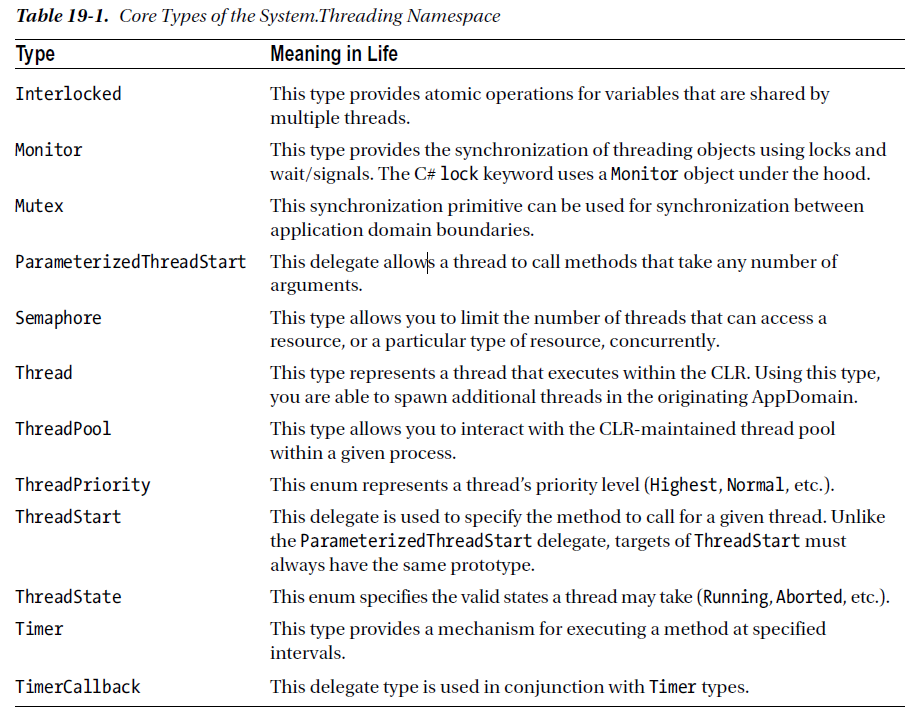 Table 19-1. Core Types of the System.Threading Namespace
Type Meaning in Life
Interlocked This type provides atomic operations for variables that are shared by
multiple threads.
Monitor This type provides the synchronization of threading objects using locks and
wait/signals. The C# lock keyword uses a Monitor object under the hood.
Mutex This synchronization primitive can be used for synchronization between
application domain boundaries.
ParameterizedThreadStart This delegate allows a thread to call methods that take any number of
arguments.
Semaphore This type allows you to limit the number of threads that can access a
resource, or a particular type of resource, concurrently.
Thread This type represents a thread that executes within the CLR. Using this type,
you are able to spawn additional threads in the originating AppDomain.
ThreadPool This type allows you to interact with the CLR-maintained thread pool
within a given process.
ThreadPriority This enum represents a thread’s priority level (Highest, Normal, etc.).
ThreadStart This delegate is used to specify the method to call for a given thread. Unlike
the ParameterizedThreadStart delegate, targets of ThreadStart must
always have the same prototype.
ThreadState This enum specifies the valid states a thread may take (Running, Aborted, etc.).
Timer This type provides a mechanism for executing a method at specified
intervals.
TimerCallback This delegate type is used in conjunction with Timer types.